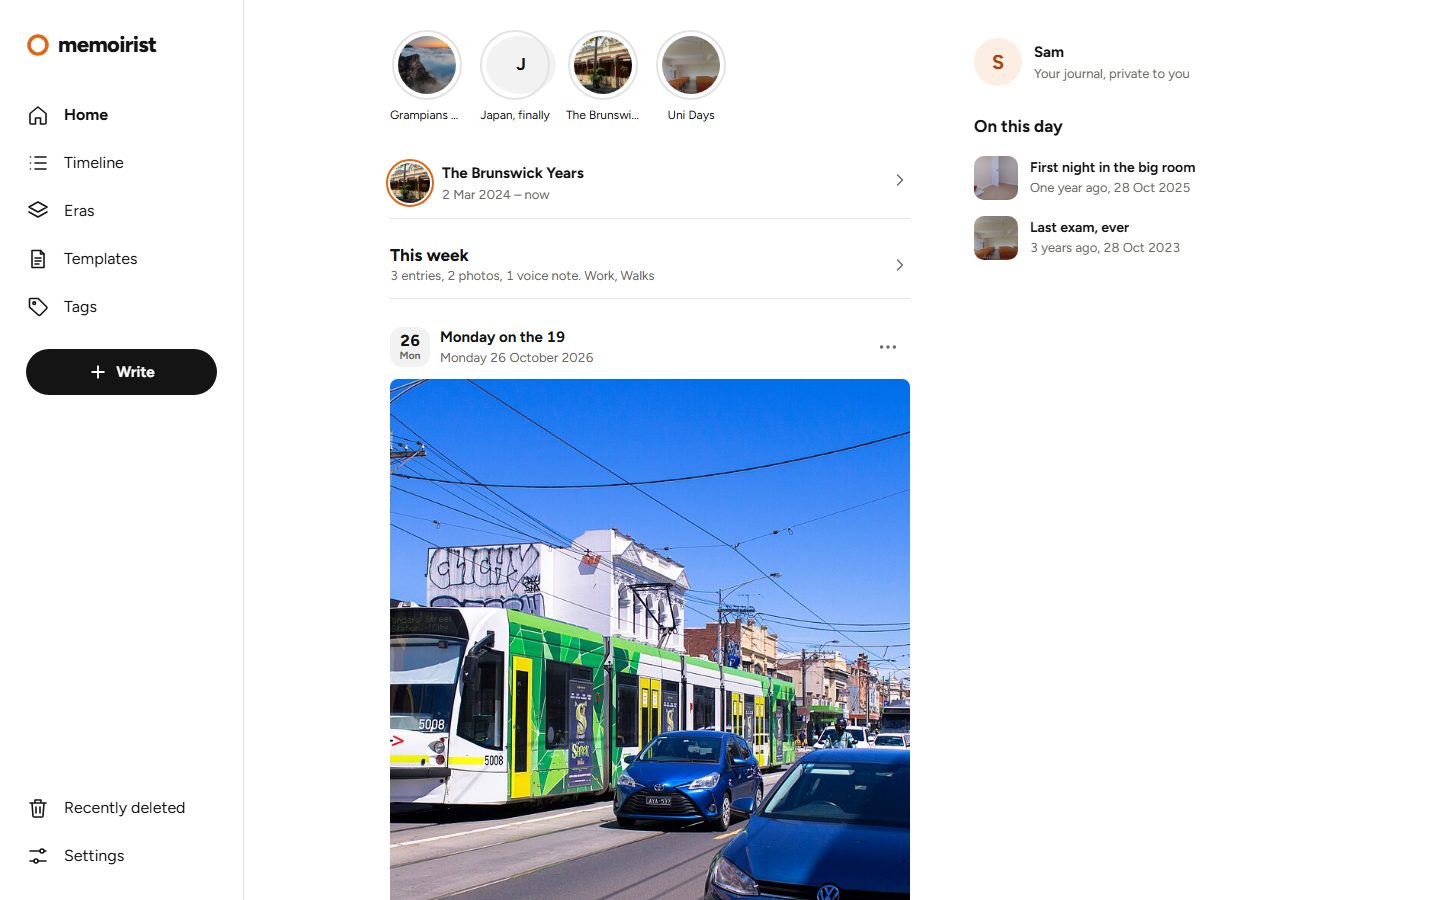 memoirist
Home
Timeline
Eras
Templates
Tags
Write
Recently deleted
Settings
J
Grampians ...
Japan, finally
The Brunswi...
Uni Days
The Brunswick Years
2 Mar 2024 – now
This week
3 entries, 2 photos, 1 voice note. Work, Walks
26
Mon
Monday on the 19
Monday 26 October 2026
5008
5008
S
Sam
Your journal, private to you
On this day
First night in the big room
One year ago, 28 Oct 2025
Last exam, ever
3 years ago, 28 Oct 2023